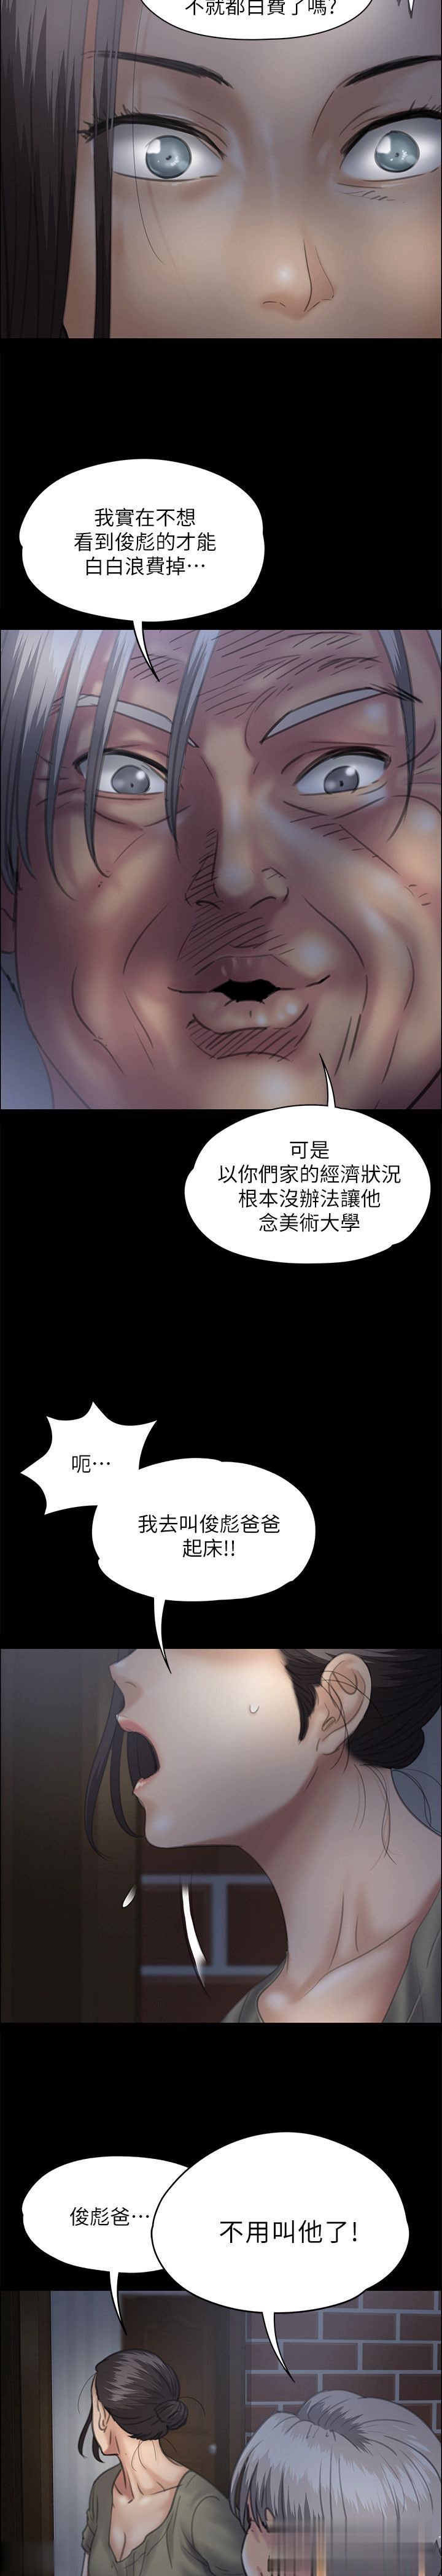 不就都白費了嗎?
我實在不想
看到俊彪的才能
白白浪費掉…
可是
以你們家的經濟狀況
根本沒辦法讓他
念美術大學
呃…
我去叫俊彪爸爸
起床!!
俊彪爸…
不用叫他了!